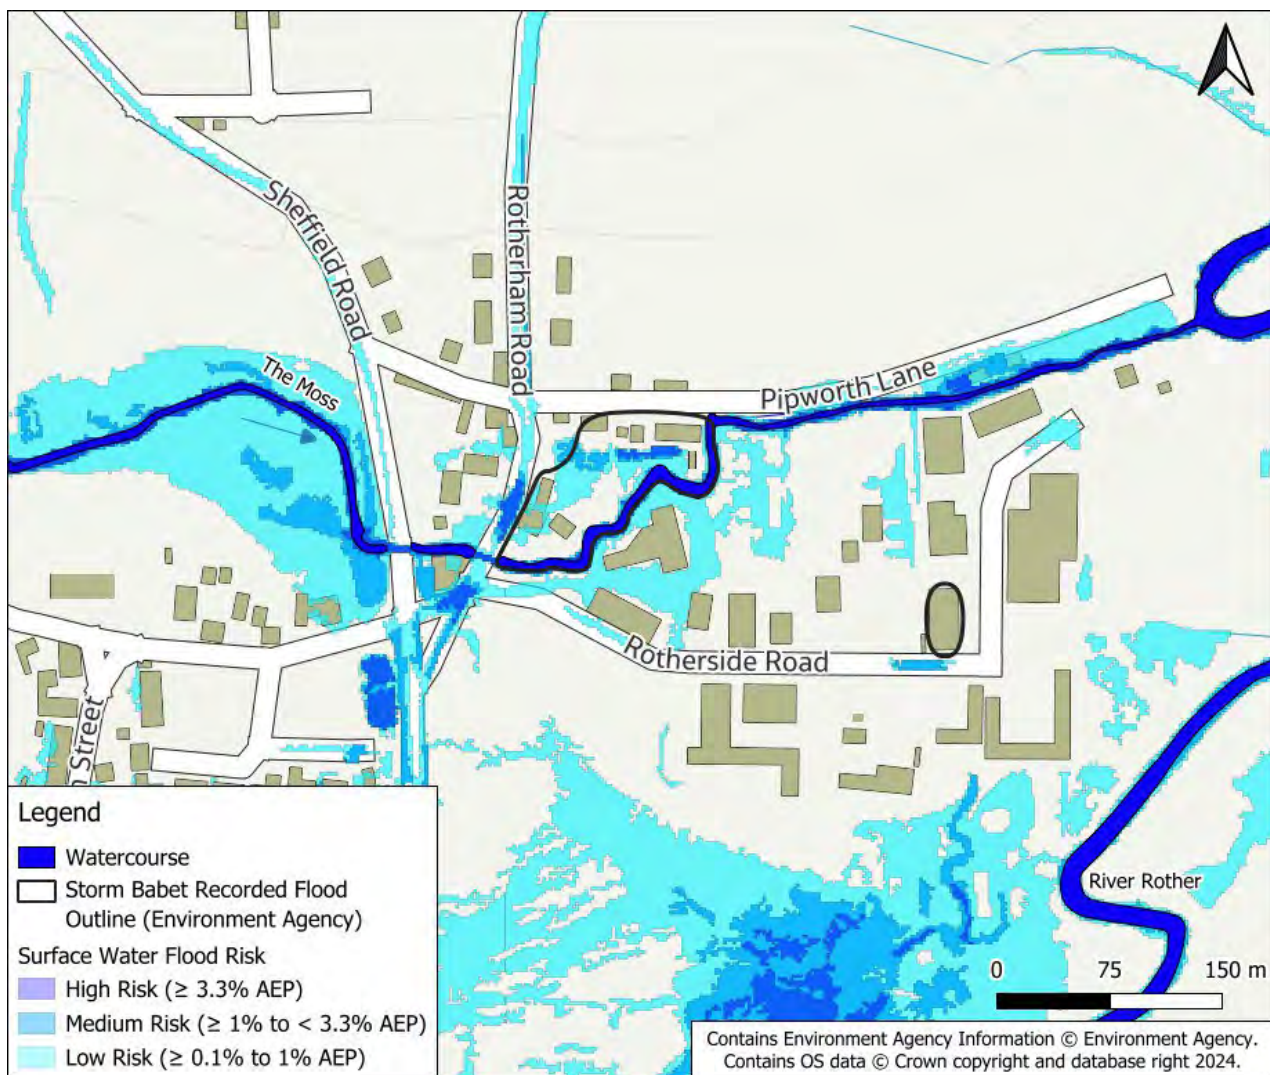 Sheffield Road
Rotherham Road
The Moss
Pipworth Lane
Rotherside Road
Street
Legend
Watercourse
Storm Babet Recorded Flood
Outline (Environment Agency)
Surface Water Flood Risk
High Risk (≥ 3.3% AEP)
Medium Risk (≥ 1% to < 3.3% AEP)
Low Risk (≥ 0.1% to 1% AEP)
River Rother
0 75 150 m
Contains Environment Agency Information © Environment Agency.
Contains OS data © Crown copyright and database right 2024.